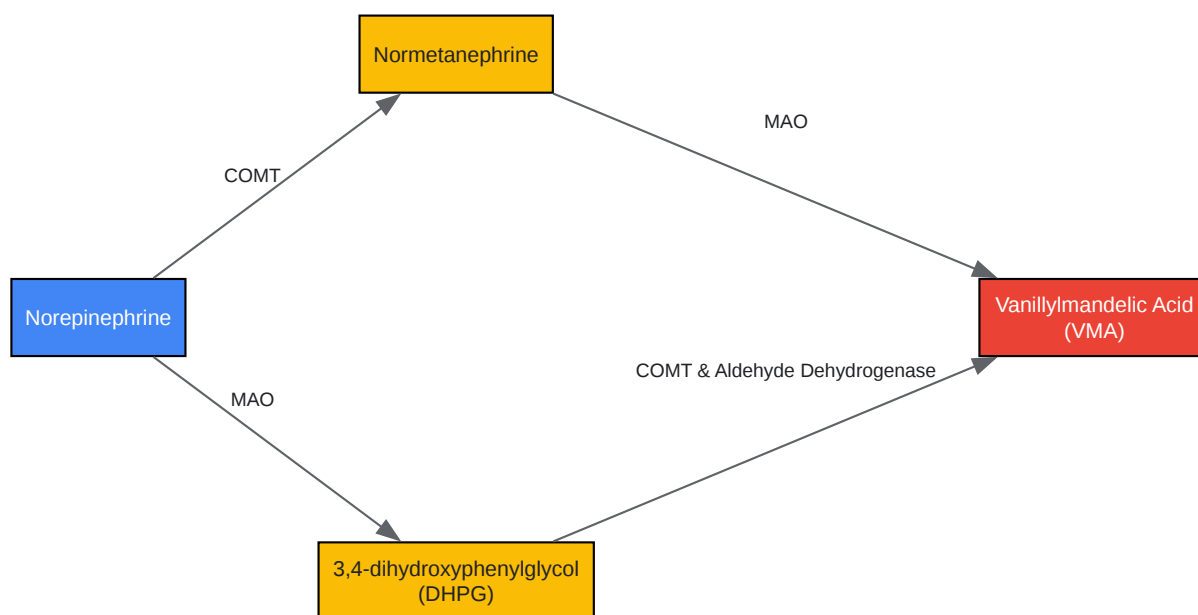 Normetanephrine
MAO
COMT
Norepinephrine
Vanillylmandelic Acid
(VMA)
COMT & Aldehyde Dehydrogenase
MAO
3,4-dihydroxyphenylglycol
(DHPG)